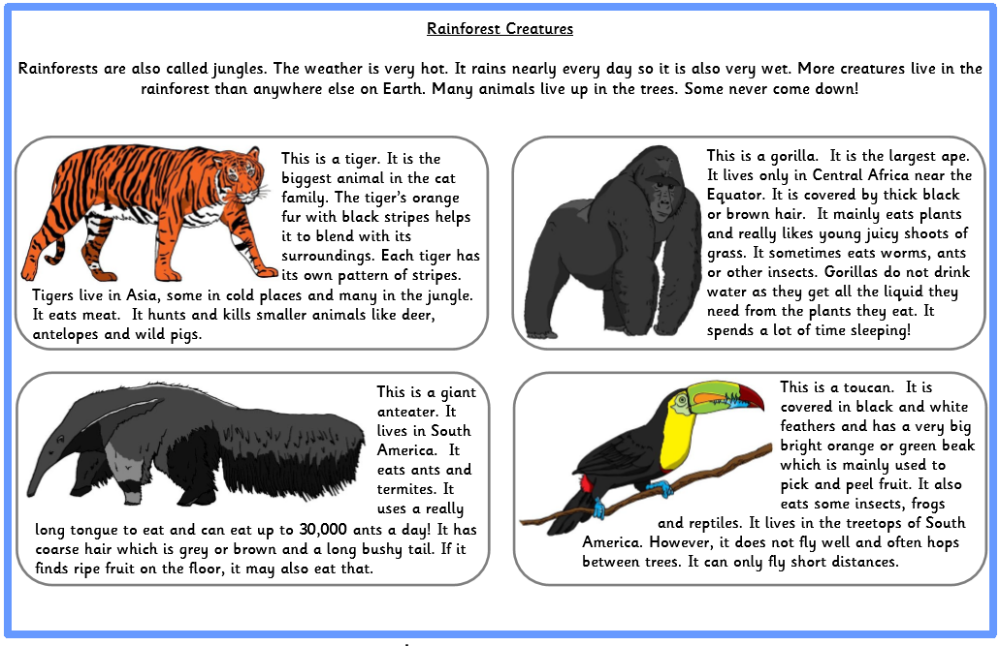 Rainforest Creatures
Rainforests are also called jungles. The weather is very hot. It rains nearly every day so it is also very wet. More creatures live in the
rainforest than anywhere else on Earth. Many animals live up in the trees. Some never come down!
This is a tiger. It is the
biggest animal in the cat
family. The tiger's orange
fur with black stripes helps
it to blend with its
surroundings. Each tiger has
its own pattern of stripes.
Tigers live in Asia, some in cold places and many in the jungle.
It eats meat. It hunts and kills smaller animals like deer,
antelopes and wild pigs.
This is a gorilla. It is the largest ape.
It lives only in Central Africa near the
Equator. It is covered by thick black
or brown hair. It mainly eats plants
and really likes young juicy shoots of
grass. It sometimes eats worms, ants
or other insects. Gorillas do not drink
water as they get all the liquid they
need from the plants they eat. It
spends a lot of time sleeping!
This is a giant
anteater. It
lives in South
America. It
eats ants and
termites. It
uses a really
long tongue to eat and can eat up to 30,000 ants a day! It has
coarse hair which is grey or brown and a long bushy tail. If it
finds ripe fruit on the floor, it may also eat that.
This is a toucan. It is
covered in black and white
feathers and has a very big
bright orange or green beak
which is mainly used to
pick and peel fruit. It also
eats some insects, frogs
and reptiles. It lives in the treetops of South
America. However, it does not fly well and often hops
between trees. It can only fly short distances.